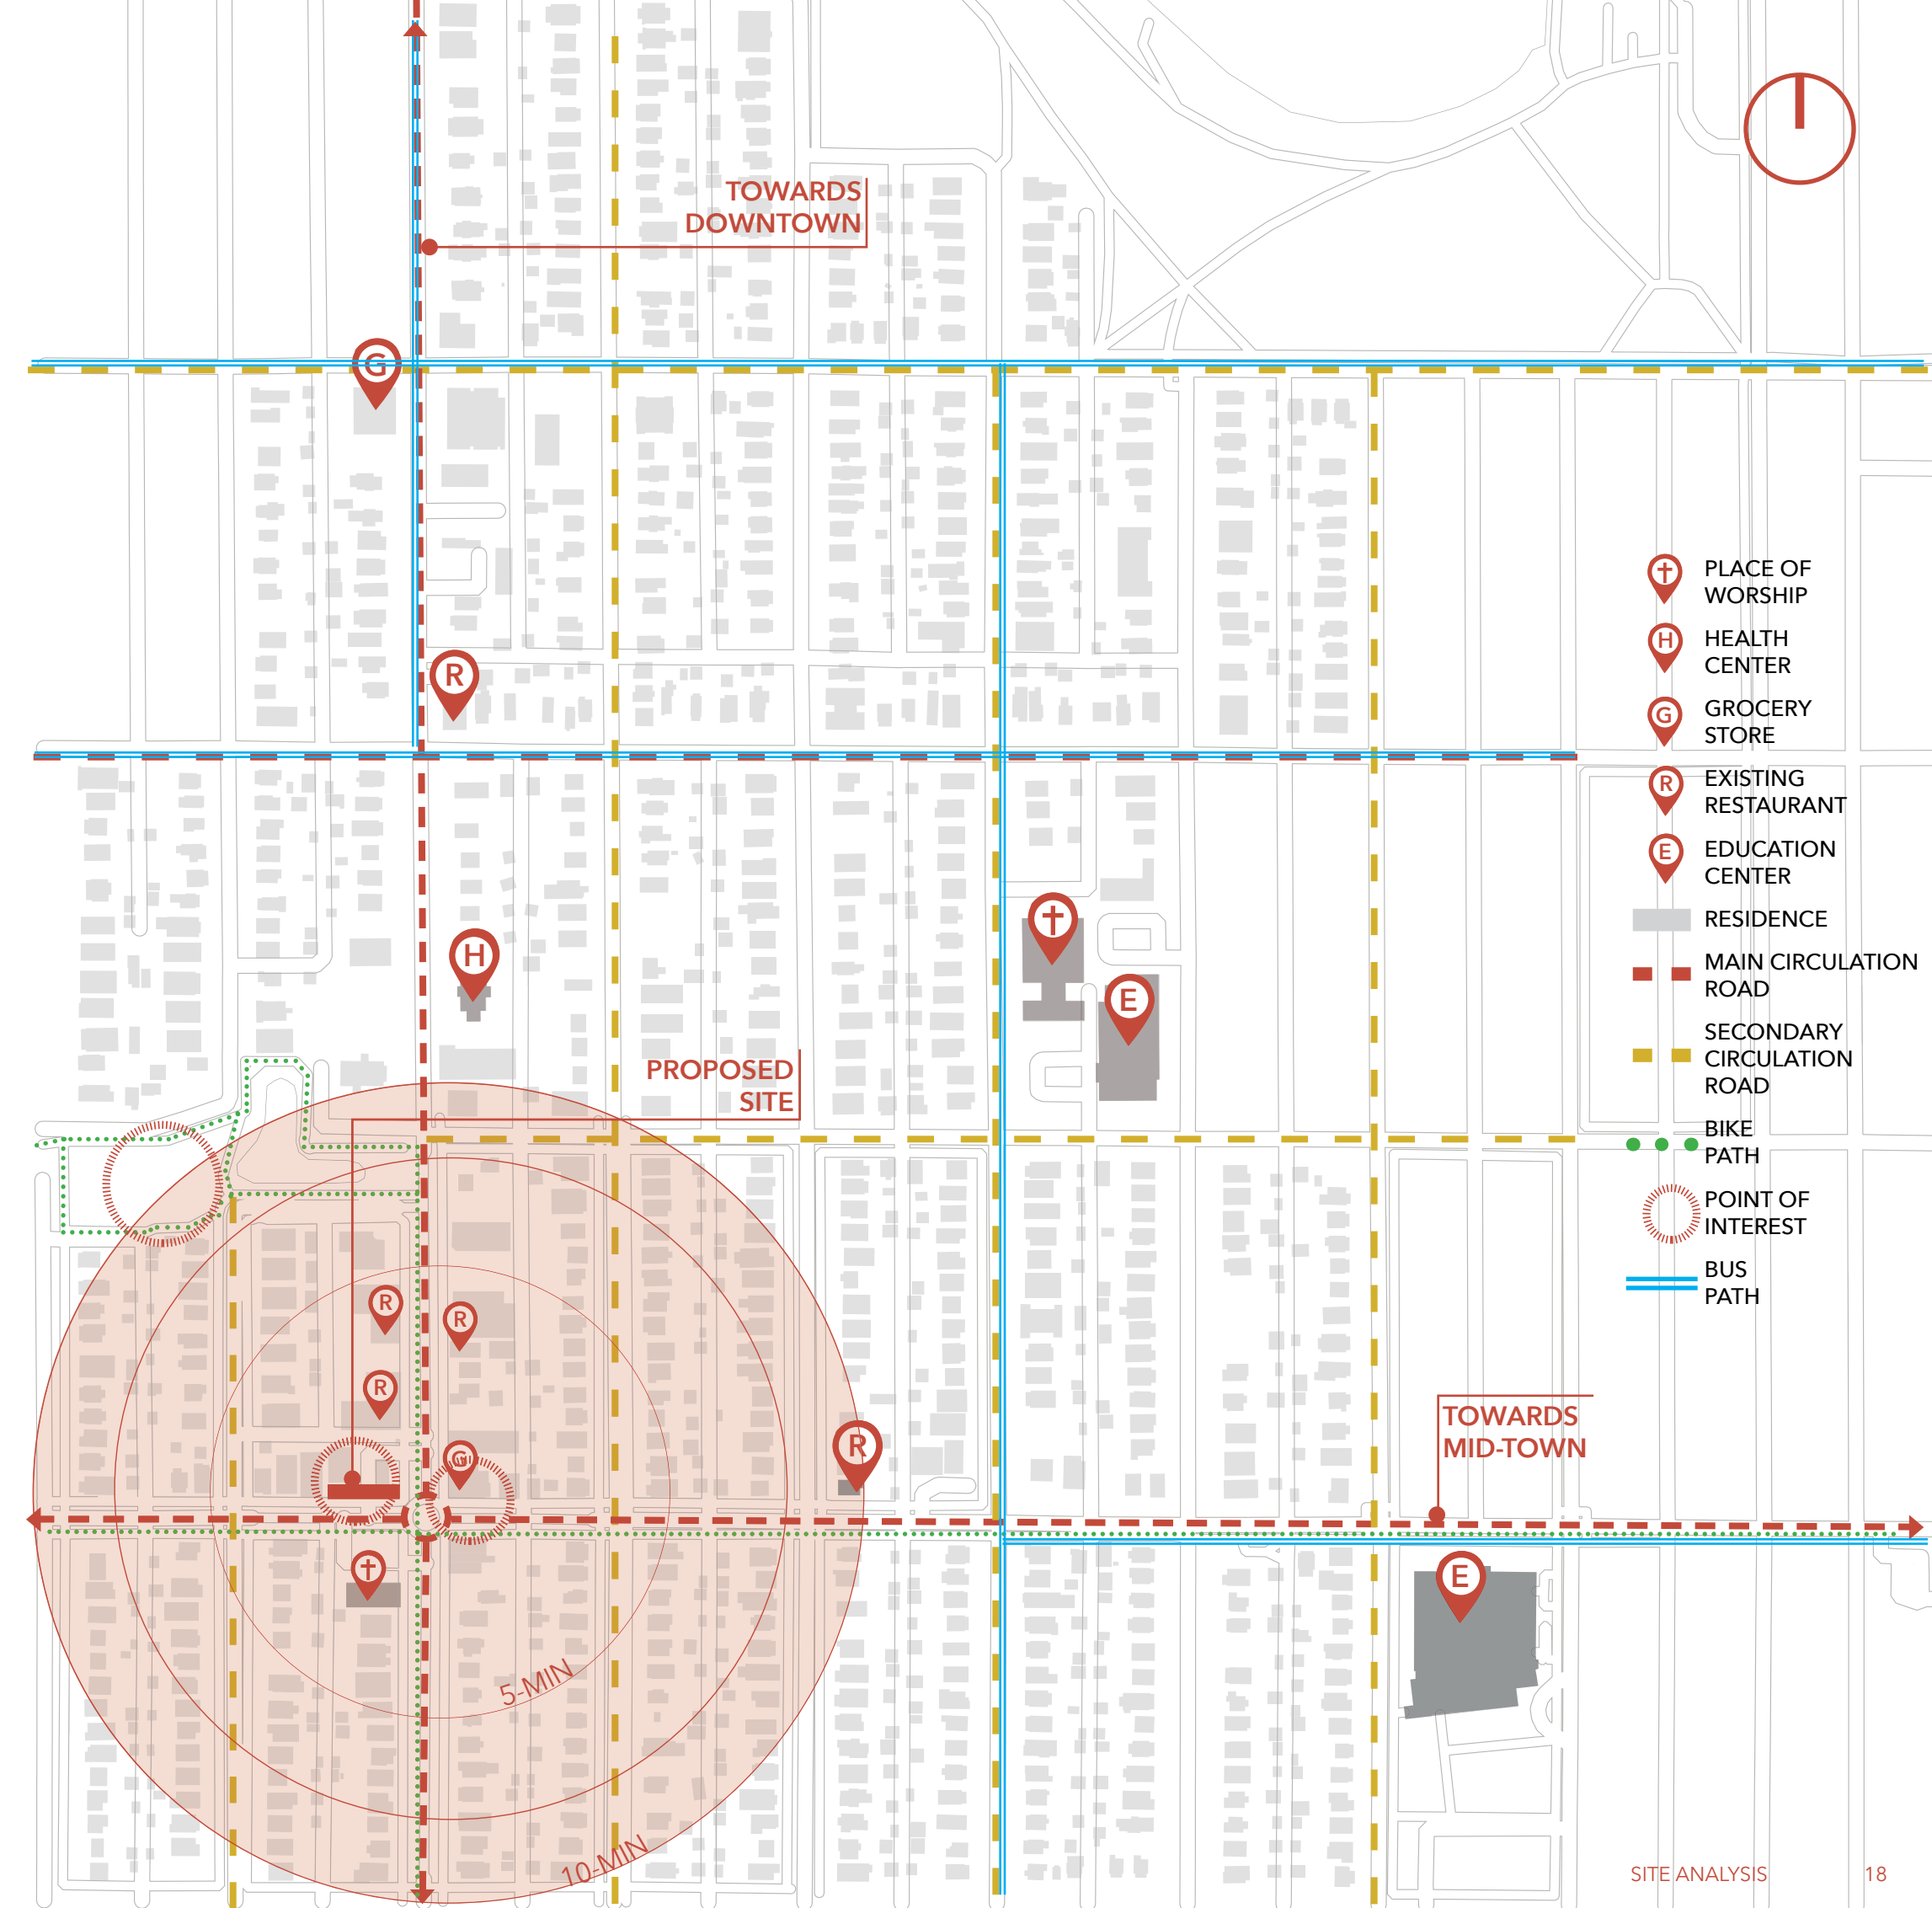 TOWARDS
DOWNTOWN
G
R
H
✝
E
PLACE OF
WORSHIP
H
HEALTH
CENTER
G
GROCERY
STORE
R
EXISTING
RESTAURANT
E
EDUCATION
CENTER
RESIDENCE
MAIN CIRCULATION
ROAD
SECONDARY
CIRCULATION
ROAD
BIKE
PATH
POINT OF
INTEREST
BUS
PATH
PROPOSED
SITE
R
R
R
G
R
TOWARDS
MID-TOWN
E
5-MIN
10-MIN
SITE ANALYSIS 18